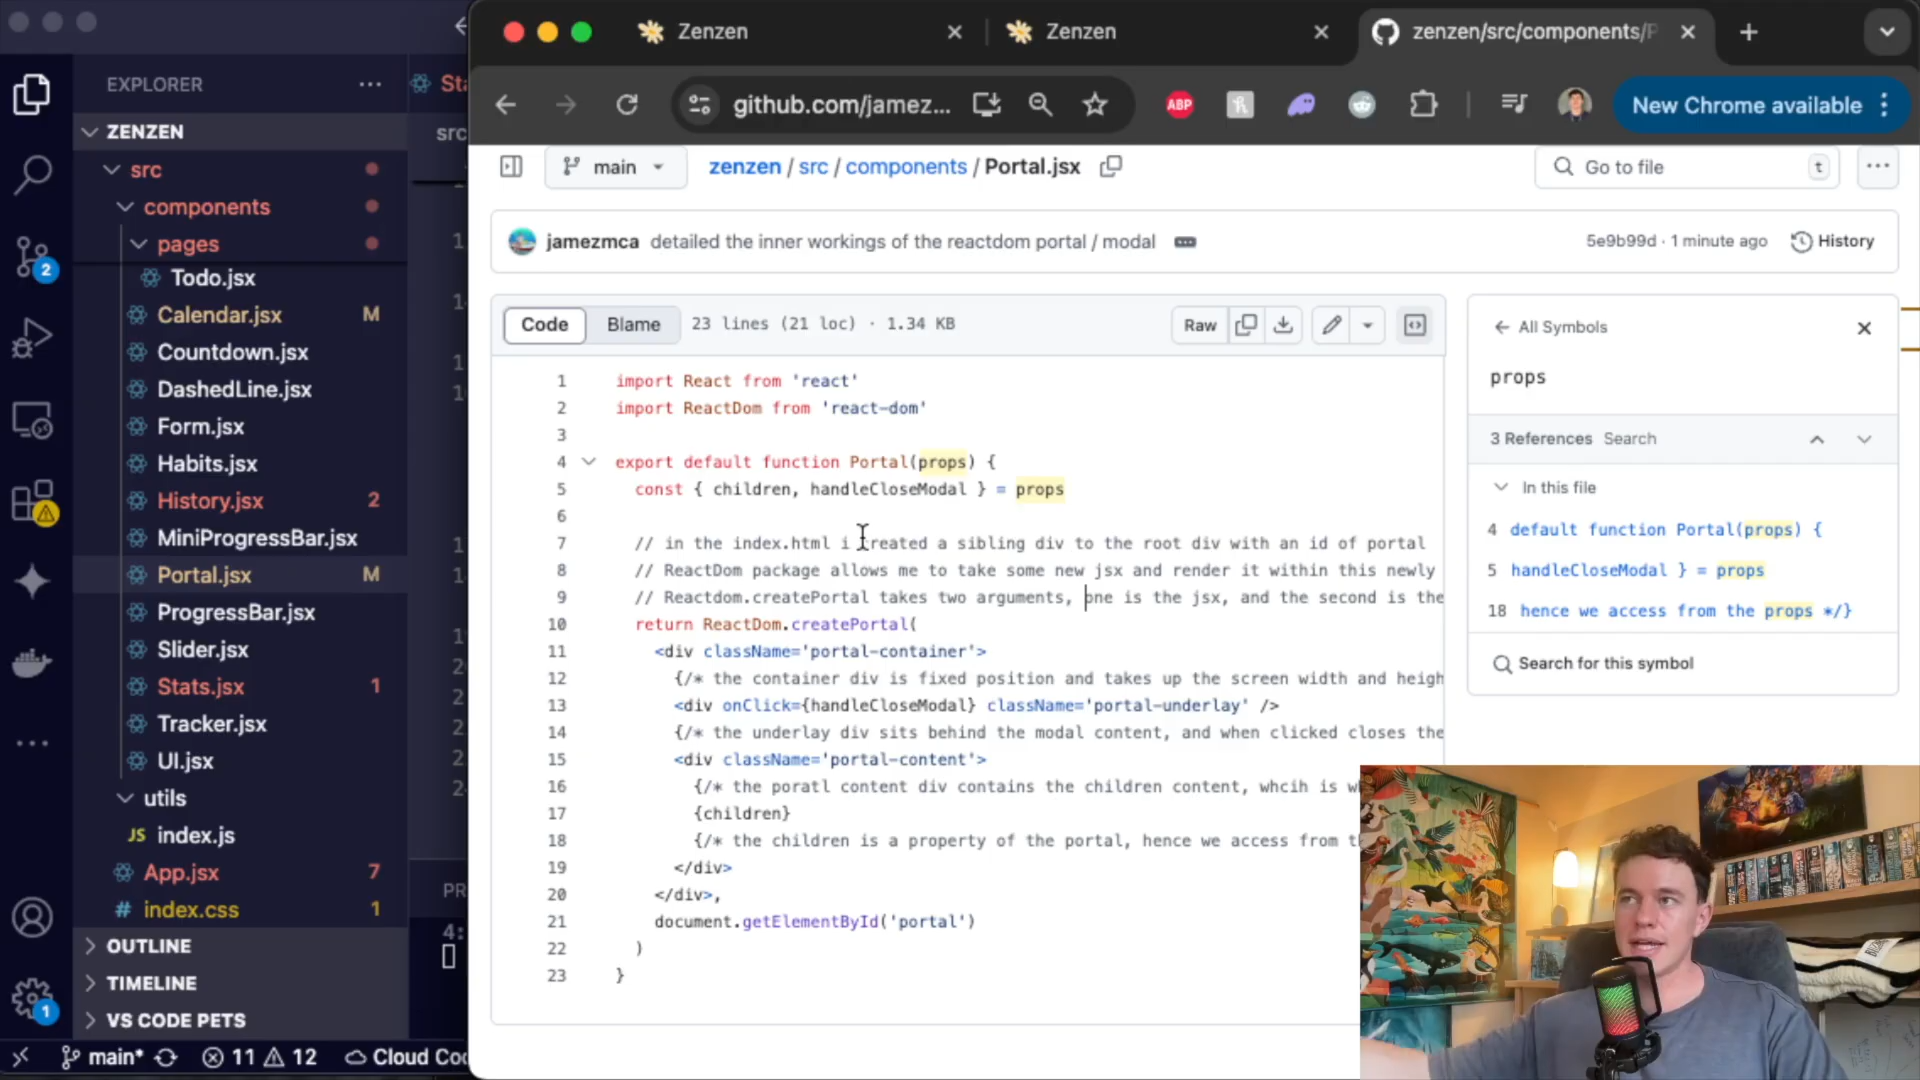 EXPLORER
ZENZEN
src
components
pages
Todo.jsx
Calendar.jsx M
Countdown.jsx
DashedLine.jsx
Form.jsx
Habits.jsx
History.jsx 2
MiniProgressBar.jsx
Portal.jsx M
ProgressBar.jsx
Slider.jsx
Stats.jsx 1
Tracker.jsx
UI.jsx
utils
JS index.js
App.jsx 7
# index.css 1
OUTLINE
TIMELINE
VS CODE PETS
2
1
main* 11 12 Cloud Co
Sta
src
PR
4:
Zenzen
Zenzen
zenzen/src/components/P
github.com/jamez...
ABP
New Chrome available
main
zenzen / src / components / Portal.jsx
Go to file t
jamezmca detailed the inner workings of the reactdom portal / modal
5e9b99d · 1 minute ago History
Code Blame 23 lines (21 loc) · 1.34 KB Raw
1 import React from 'react'
2 import ReactDom from 'react-dom'
3
4 export default function Portal(props) {
5 const { children, handleCloseModal } = props
6
7 // in the index.html i created a sibling div to the root div with an id of portal
8 // ReactDom package allows me to take some new jsx and render it within this newly
9 // Reactdom.createPortal takes two arguments, one is the jsx, and the second is the
10 return ReactDom.createPortal(
11 <div className='portal-container'>
12 {/* the container div is fixed position and takes up the screen width and heigh
13 <div onClick={handleCloseModal} className='portal-underlay' />
14 {/* the underlay div sits behind the modal content, and when clicked closes the
15 <div className='portal-content'>
16 {/* the poratl content div contains the children content, whcih is w
17 {children}
18 {/* the children is a property of the portal, hence we access from t
19 </div>
20 </div>,
21 document.getElementById('portal')
22 )
23 }
All Symbols
props
3 References Search
In this file
4 default function Portal(props) {
5 handleCloseModal } = props
18 hence we access from the props */}
Search for this symbol